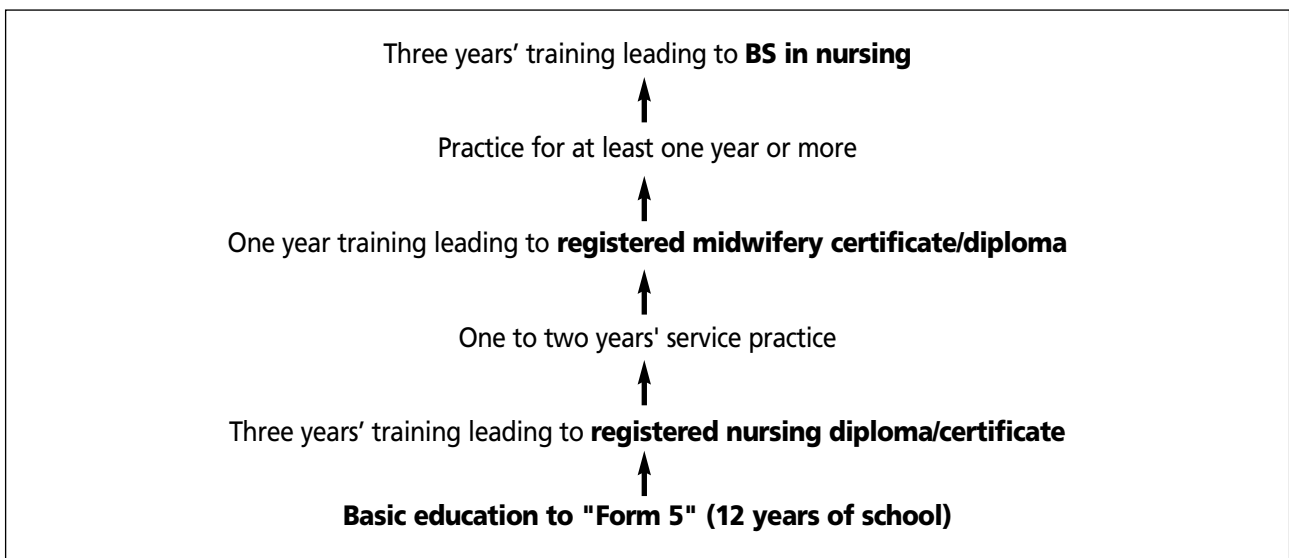 Three years’ training leading to BS in nursing
Practice for at least one year or more
One year training leading to registered midwifery certificate/diploma
One to two years' service practice
Three years’ training leading to registered nursing diploma/certificate
Basic education to "Form 5" (12 years of school)